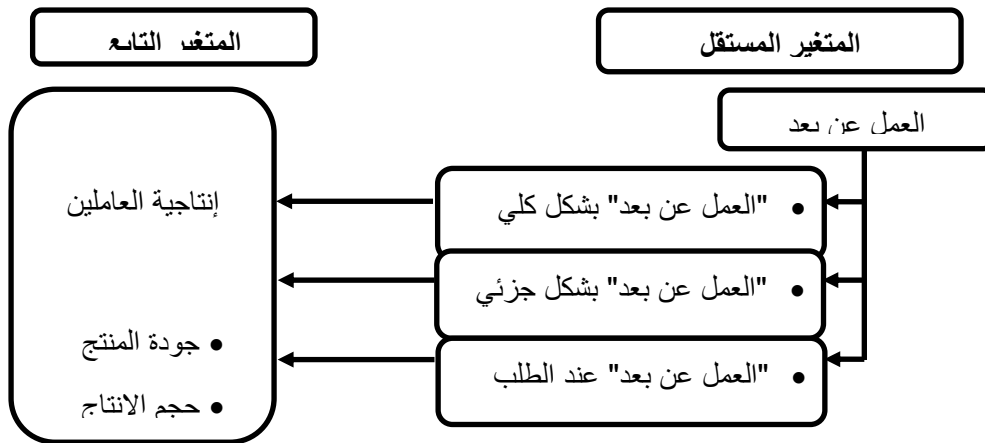 المتغير المستقل
المتغير التابع
العمل عن بعد
• "العمل عن بعد" بشكل كلي
• "العمل عن بعد" بشكل جزئي
• "العمل عن بعد" عند الطلب
إنتاجية العاملين
• جودة المنتج
• حجم الانتاج